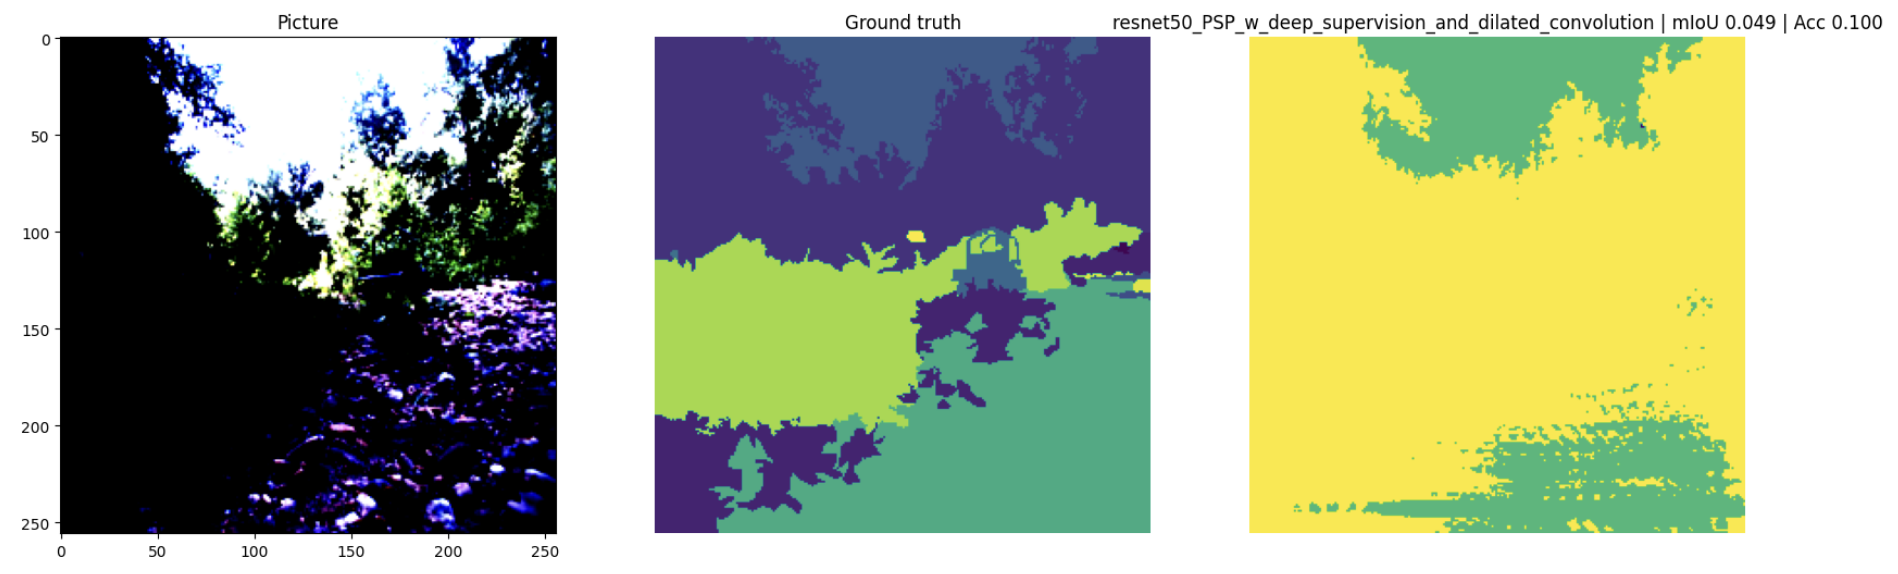 Picture
Ground truth
resnet50_PSP_w_deep_supervision_and_dilated_convolution | mIoU 0.049 | Acc 0.100
0
50
100
150
200
250
0 50 100 150 200 250